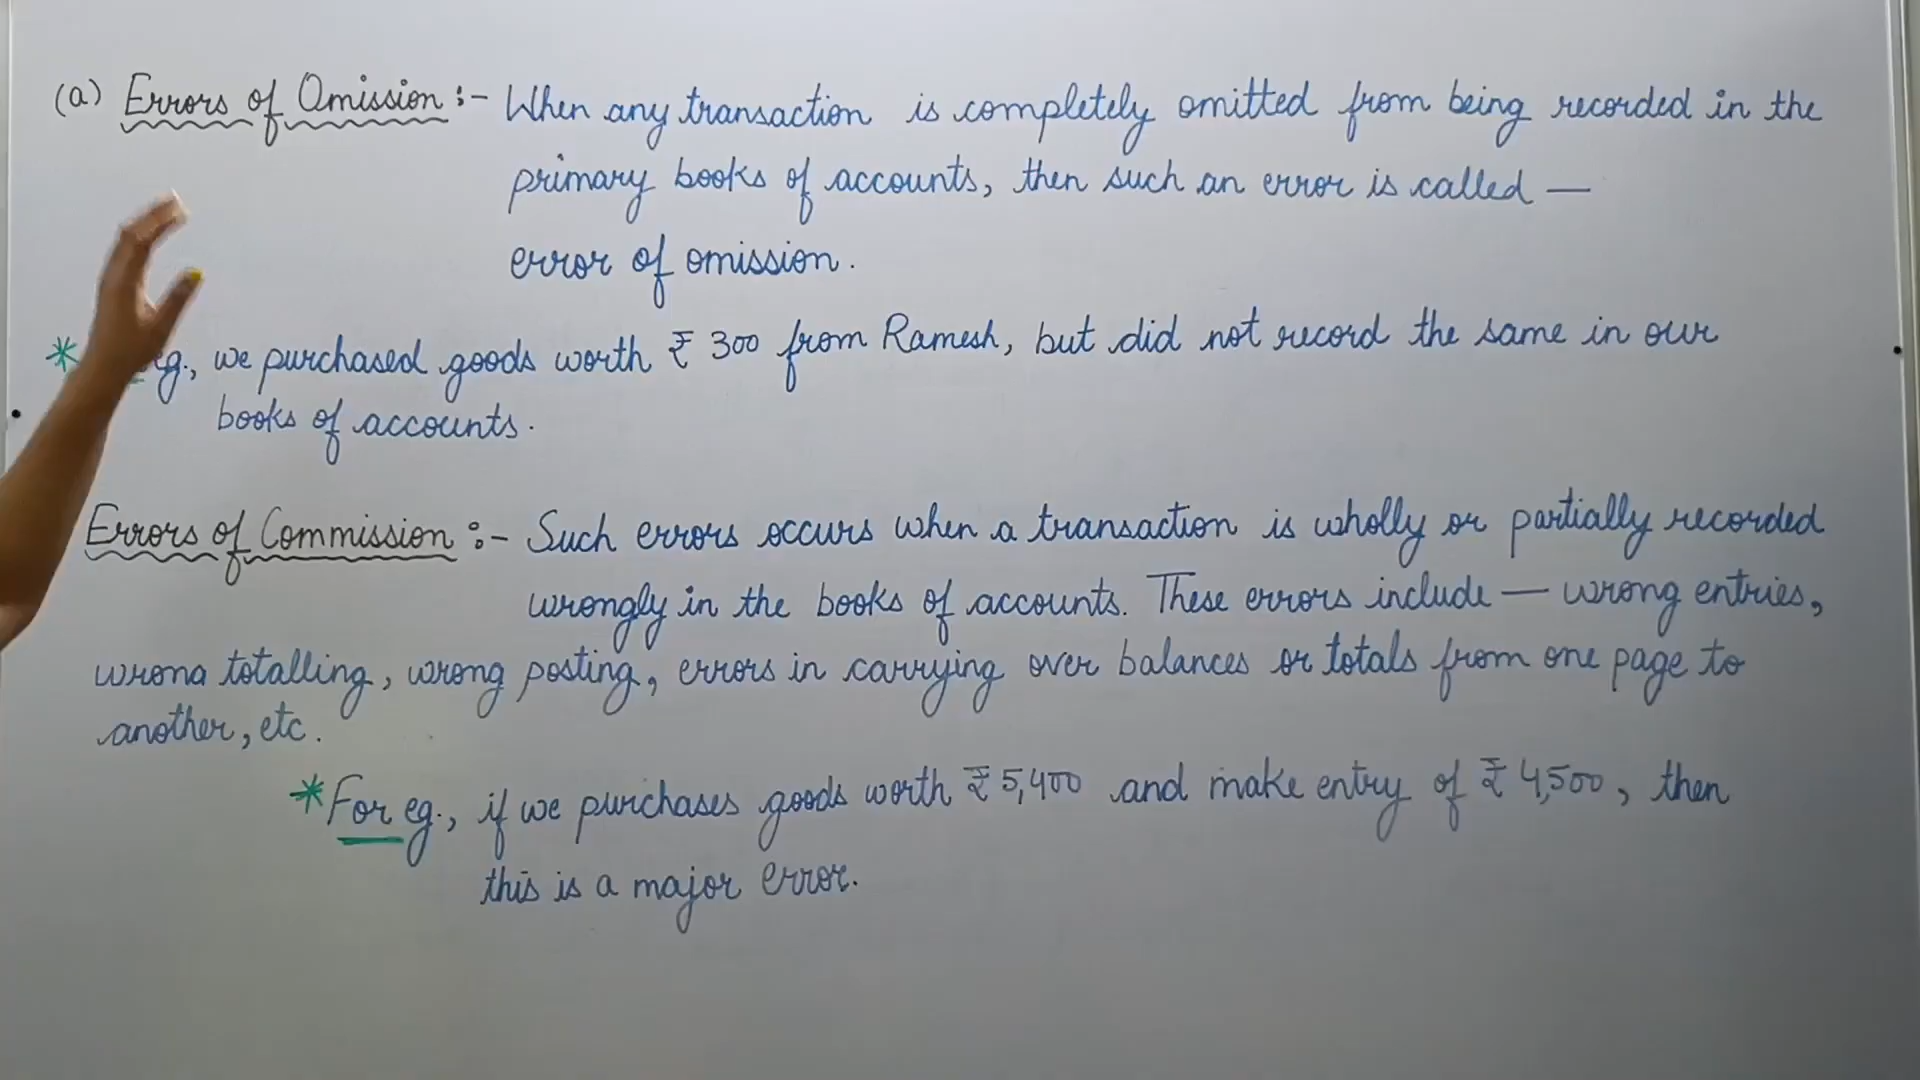 (a) Errors of Omission :- When any transaction is completely omitted from being recorded in the
primary books of accounts, then such an error is called —
error of omission.
* eg., we purchased goods worth ₹ 300 from Ramesh, but did not record the same in our
books of accounts.
Errors of Commission :- Such errors occurs when a transaction is wholly or partially recorded
wrongly in the books of accounts. These errors include — wrong entries,
wrong totalling, wrong posting, errors in carrying over balances or totals from one page to
another, etc.
* For eg., if we purchases goods worth ₹ 5,400 and make entry of ₹ 4,500, then
this is a major error.